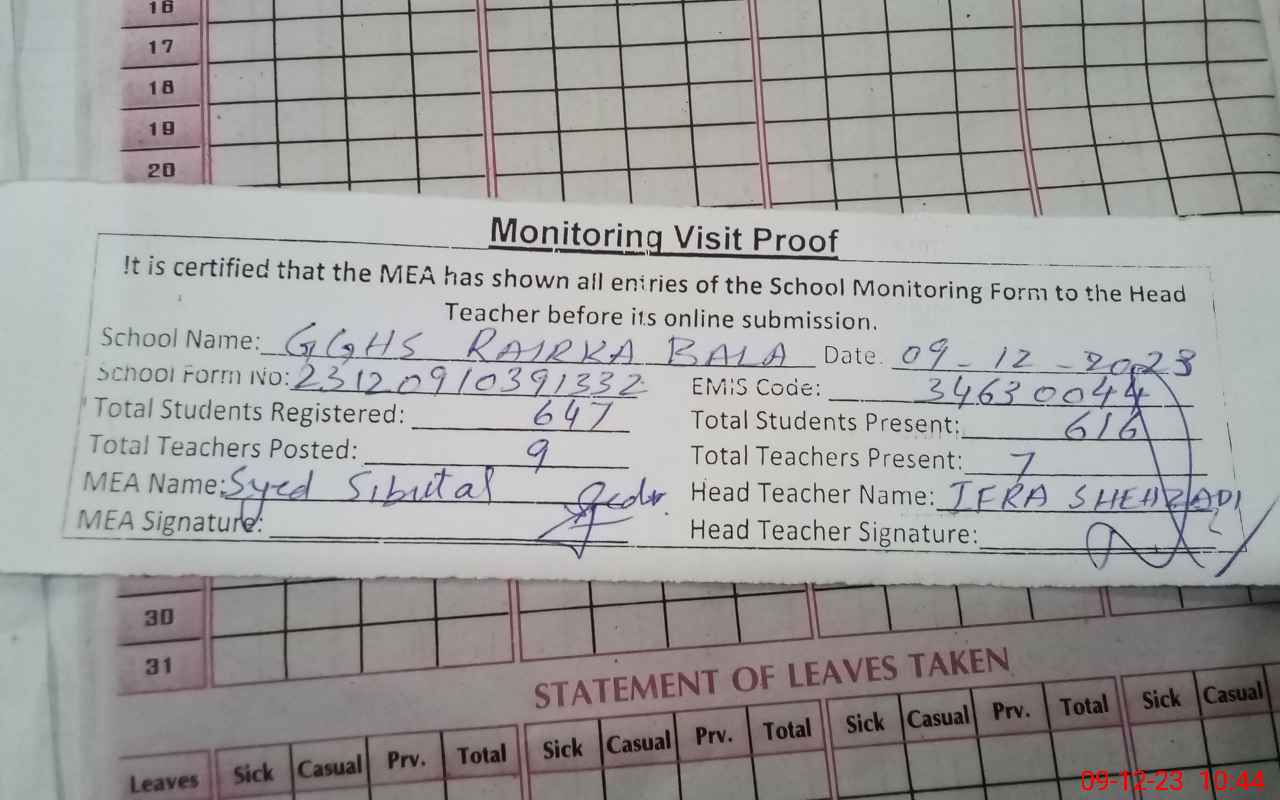 16
17
18
19
20
Monitoring Visit Proof
It is certified that the MEA has shown all entries of the School Monitoring Form to the Head
Teacher before its online submission.
School Name: GGHS RAIRKA BALA Date. 09-12-2023
School Form No: 23120910391332 EMIS Code: 34630044
Total Students Registered: 647 Total Students Present: 616
Total Teachers Posted: 9 Total Teachers Present: 7
MEA Name: Syed Sibutal Head Teacher Name: IFRA SHEHZADI
MEA Signature: Head Teacher Signature:
30
31
STATEMENT OF LEAVES TAKEN
Leaves Sick Casual Prv. Total Sick Casual Prv. Total Sick Casual Prv. Total Sick Casual
09-12-23 10:44